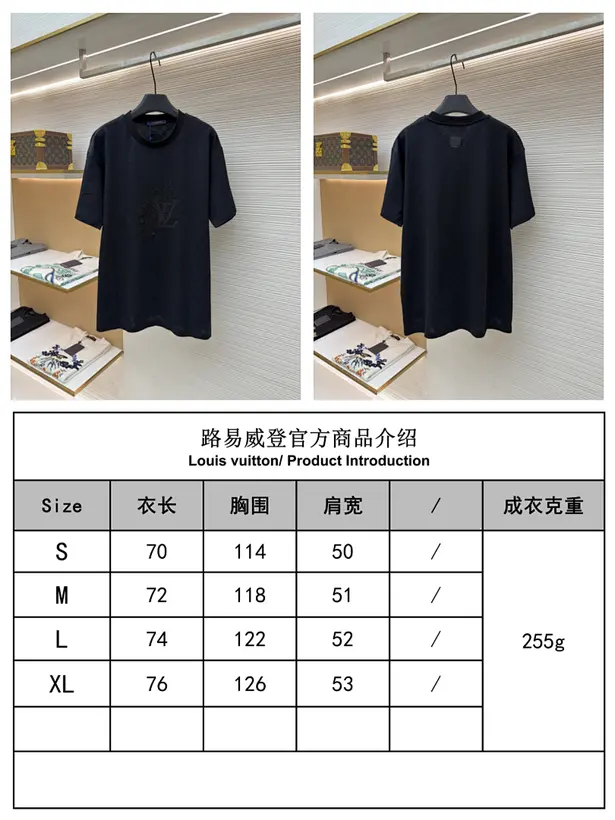 路易威登官方商品介绍
Louis vuitton/ Product Introduction
Size 衣长 胸围 肩宽 / 成衣克重
S 70 114 50 /
M 72 118 51 /
L 74 122 52 /
XL 76 126 53 /
255g